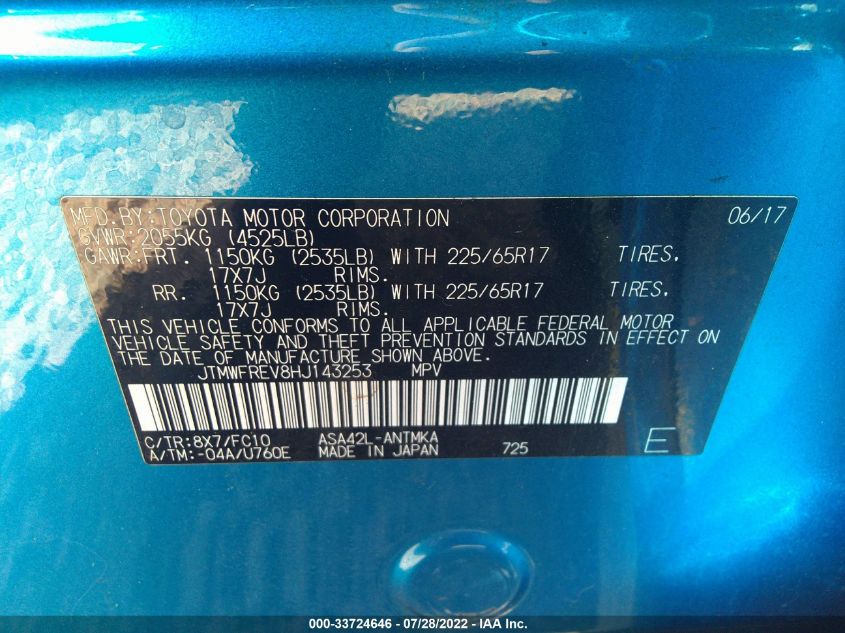 MFD.BY:TOYOTA MOTOR CORPORATION 06/17
GVWR:2055KG (4525LB)
GAWR:FRT. 1150KG (2535LB) WITH 225/65R17 TIRES.
17X7J RIMS.
RR. 1150KG (2535LB) WITH 225/65R17 TIRES.
17X7J RIMS.
THIS VEHICLE CONFORMS TO ALL APPLICABLE FEDERAL MOTOR
VEHICLE SAFETY AND THEFT PREVENTION STANDARDS IN EFFECT ON
THE DATE OF MANUFACTURE SHOWN ABOVE.
JTMWFREV8HJ143253 MPV
C/TR:8X7/FC10 ASA42L-ANTMKA
A/TM:-04A/U760E MADE IN JAPAN 725 E
000-33724646 - 07/28/2022 - IAA Inc.